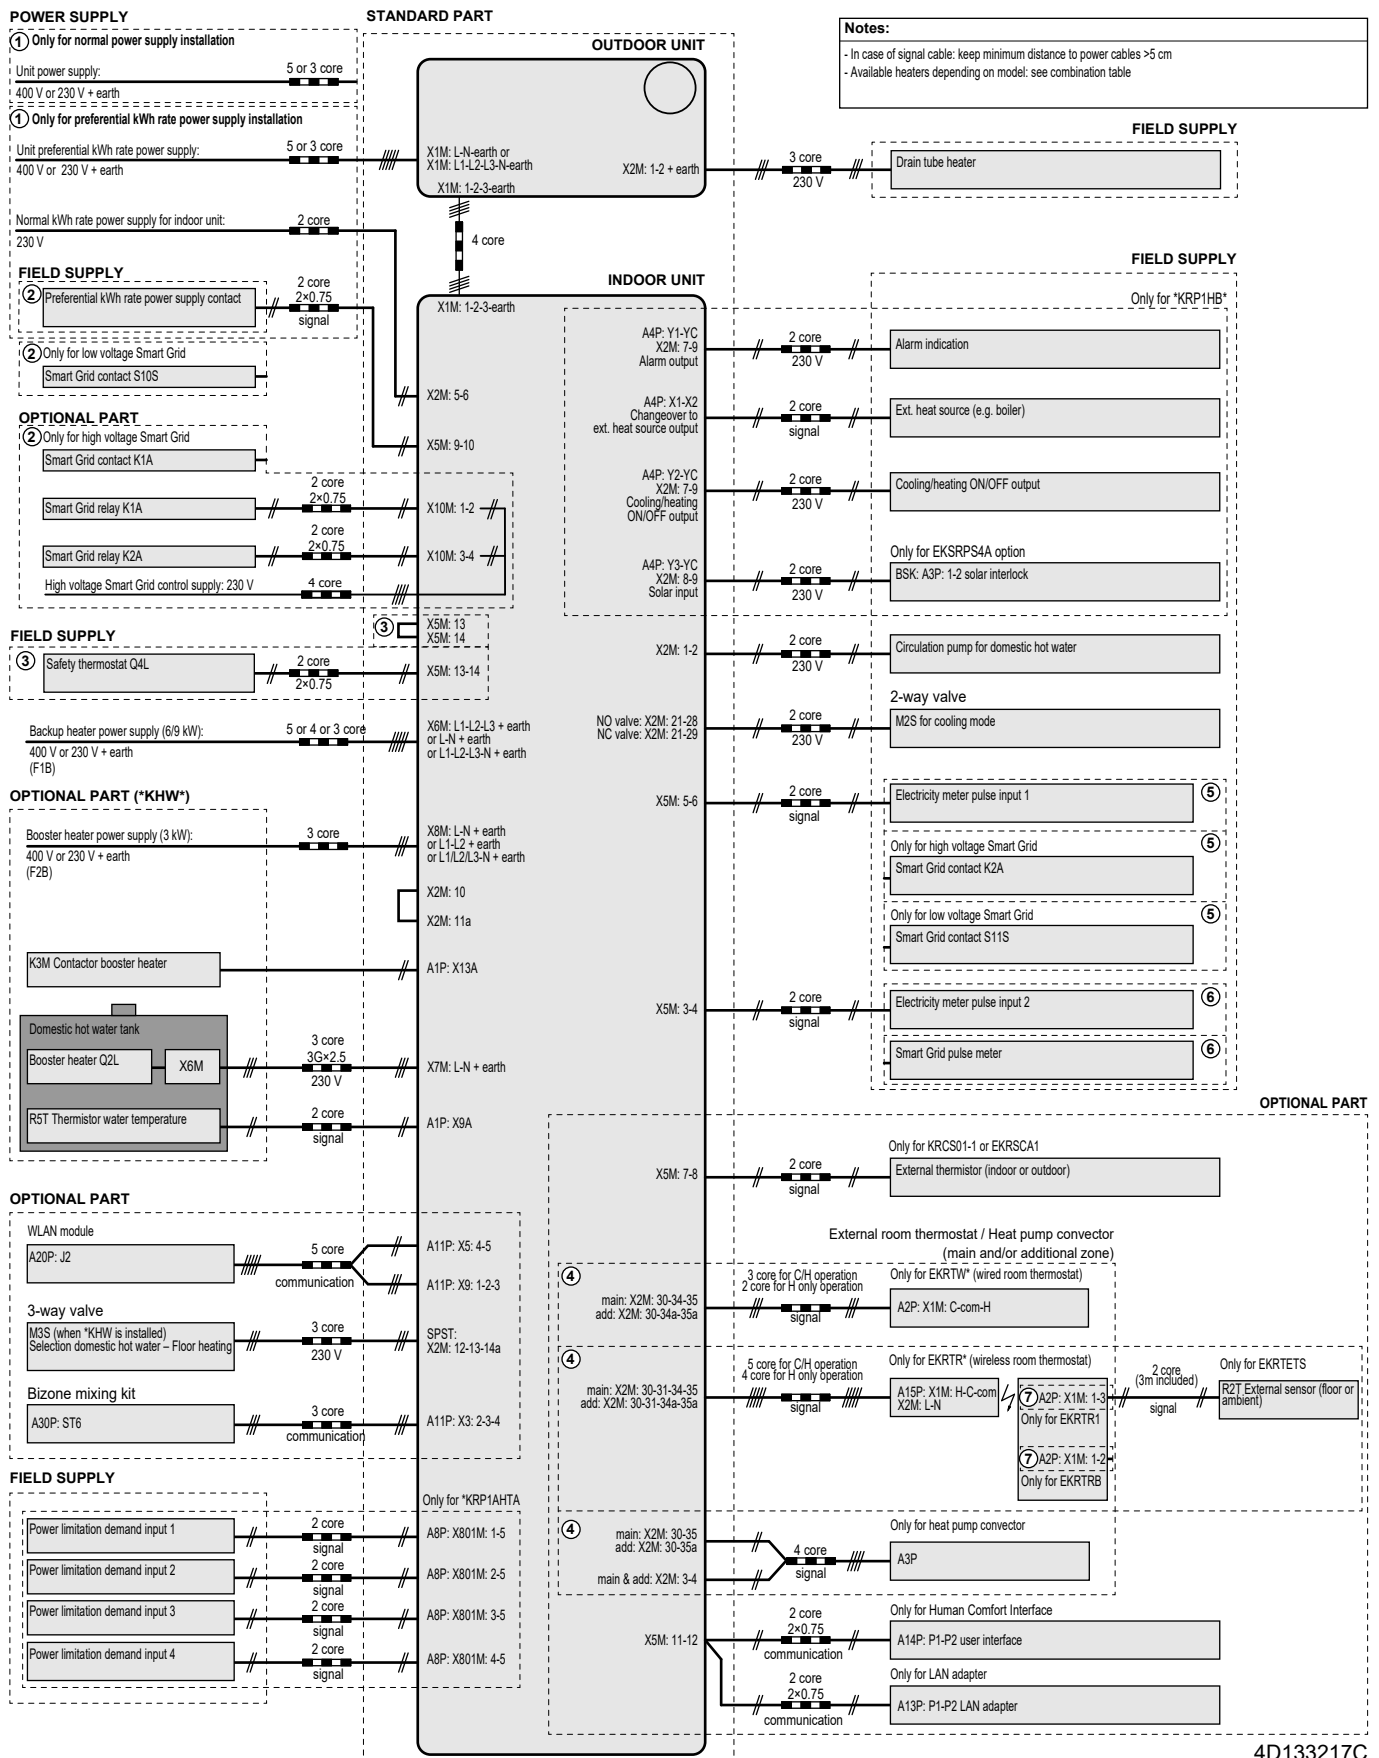 POWER SUPPLY
① Only for normal power supply installation
Unit power supply:
5 or 3 core
400 V or 230 V + earth
① Only for preferential kWh rate power supply installation
Unit preferential kWh rate power supply:
5 or 3 core
400 V or 230 V + earth
Normal kWh rate power supply for indoor unit:
2 core
230 V
FIELD SUPPLY
② Preferential kWh rate power supply contact
2 core
2×0.75
signal
② Only for low voltage Smart Grid
Smart Grid contact S10S
OPTIONAL PART
② Only for high voltage Smart Grid
Smart Grid contact K1A
Smart Grid relay K1A
2 core
2×0.75
Smart Grid relay K2A
2 core
2×0.75
High voltage Smart Grid control supply: 230 V
4 core
FIELD SUPPLY
③ Safety thermostat Q4L
2 core
2×0.75
Backup heater power supply (6/9 kW):
5 or 4 or 3 core
400 V or 230 V + earth
(F1B)
OPTIONAL PART (*KHW*)
Booster heater power supply (3 kW):
3 core
400 V or 230 V + earth
(F2B)
K3M Contactor booster heater
Domestic hot water tank
Booster heater Q2L
X6M
3 core
3G×2.5
230 V
R5T Thermistor water temperature
2 core
signal
OPTIONAL PART
WLAN module
A20P: J2
5 core
communication
3-way valve
M3S (when *KHW is installed)
Selection domestic hot water – Floor heating
3 core
230 V
Bizone mixing kit
A30P: ST6
3 core
communication
FIELD SUPPLY
Power limitation demand input 1
2 core
signal
Power limitation demand input 2
2 core
signal
Power limitation demand input 3
2 core
signal
Power limitation demand input 4
2 core
signal
STANDARD PART
OUTDOOR UNIT
X1M: L-N-earth or
X1M: L1-L2-L3-N-earth
X2M: 1-2 + earth
X1M: 1-2-3-earth
4 core
INDOOR UNIT
X1M: 1-2-3-earth
X2M: 5-6
X5M: 9-10
X10M: 1-2
X10M: 3-4
③
X5M: 13
X5M: 14
X5M: 13-14
X6M: L1-L2-L3 + earth
or L-N + earth
or L1-L2-L3-N + earth
X8M: L-N + earth
or L1-L2 + earth
or L1/L2/L3-N + earth
X2M: 10
X2M: 11a
A1P: X13A
X7M: L-N + earth
A1P: X9A
A11P: X5: 4-5
A11P: X9: 1-2-3
SPST:
X2M: 12-13-14a
A11P: X3: 2-3-4
Only for *KRP1AHTA
A8P: X801M: 1-5
A8P: X801M: 2-5
A8P: X801M: 3-5
A8P: X801M: 4-5
Notes:
- In case of signal cable: keep minimum distance to power cables >5 cm
- Available heaters depending on model: see combination table
FIELD SUPPLY
3 core
230 V
Drain tube heater
FIELD SUPPLY
Only for *KRP1HB*
A4P: Y1-YC
X2M: 7-9
Alarm output
2 core
230 V
Alarm indication
A4P: X1-X2
Changeover to
ext. heat source output
2 core
signal
Ext. heat source (e.g. boiler)
A4P: Y2-YC
X2M: 7-9
Cooling/heating
ON/OFF output
2 core
230 V
Cooling/heating ON/OFF output
Only for EKSRPS4A option
A4P: Y3-YC
X2M: 8-9
Solar input
2 core
230 V
BSK: A3P: 1-2 solar interlock
X2M: 1-2
2 core
230 V
Circulation pump for domestic hot water
2-way valve
NO valve: X2M: 21-28
NC valve: X2M: 21-29
2 core
230 V
M2S for cooling mode
X5M: 5-6
2 core
signal
Electricity meter pulse input 1 ⑤
Only for high voltage Smart Grid ⑤
Smart Grid contact K2A
Only for low voltage Smart Grid ⑤
Smart Grid contact S11S
X5M: 3-4
2 core
signal
Electricity meter pulse input 2 ⑥
Smart Grid pulse meter ⑥
OPTIONAL PART
Only for KRCS01-1 or EKRSCA1
X5M: 7-8
2 core
signal
External thermistor (indoor or outdoor)
External room thermostat / Heat pump convector
(main and/or additional zone)
④
main: X2M: 30-34-35
add: X2M: 30-34a-35a
3 core for C/H operation
2 core for H only operation
signal
Only for EKRTW* (wired room thermostat)
A2P: X1M: C-com-H
④
main: X2M: 30-31-34-35
add: X2M: 30-31-34a-35a
5 core for C/H operation
4 core for H only operation
signal
Only for EKRTR* (wireless room thermostat)
A15P: X1M: H-C-com
X2M: L-N
⑦ A2P: X1M: 1-3
Only for EKRTR1
⑦ A2P: X1M: 1-2
Only for EKRTRB
2 core
(3m included)
signal
Only for EKRTETS
R2T External sensor (floor or
ambient)
④
main: X2M: 30-35
add: X2M: 30-35a
main & add: X2M: 3-4
4 core
signal
Only for heat pump convector
A3P
X5M: 11-12
2 core
2×0.75
communication
Only for Human Comfort Interface
A14P: P1-P2 user interface
2 core
2×0.75
communication
Only for LAN adapter
A13P: P1-P2 LAN adapter
4D133217C